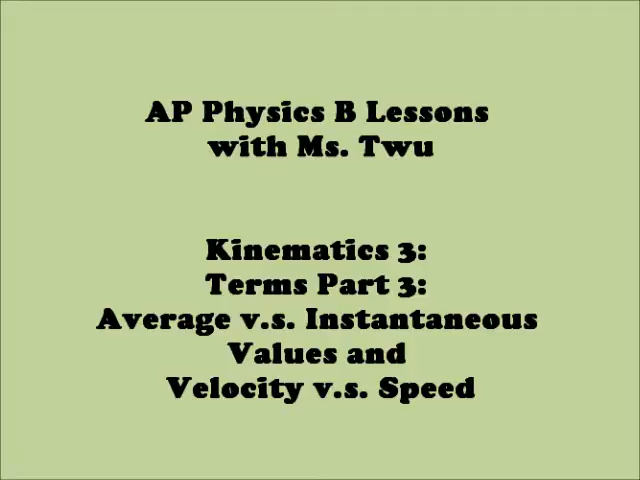 AP Physics B Lessons
with Ms. Twu
Kinematics 3:
Terms Part 3:
Average v.s. Instantaneous
Values and
Velocity v.s. Speed